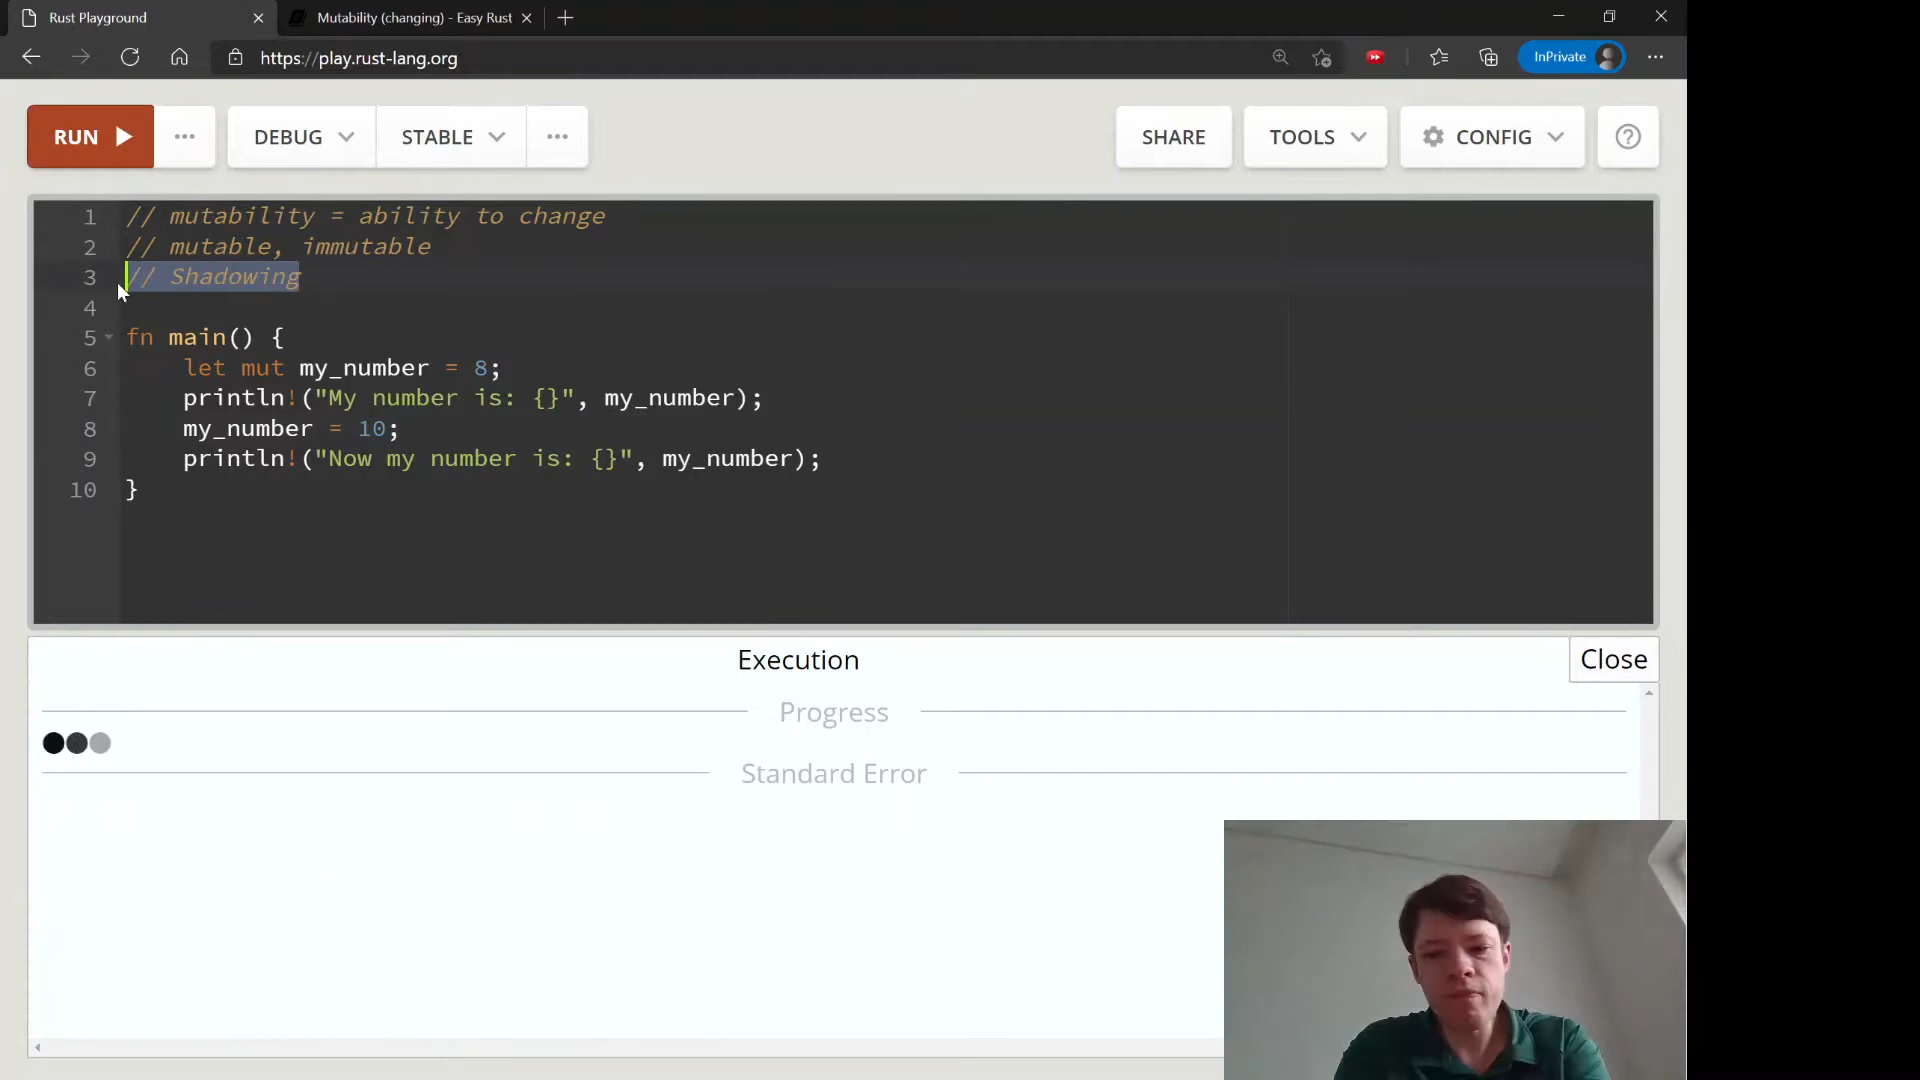 Rust Playground
Mutability (changing) - Easy Rust
https://play.rust-lang.org
InPrivate
RUN
DEBUG
STABLE
SHARE
TOOLS
CONFIG
1 // mutability = ability to change
2 // mutable, immutable
3 // Shadowing
4
5 fn main() {
6 let mut my_number = 8;
7 println!("My number is: {}", my_number);
8 my_number = 10;
9 println!("Now my number is: {}", my_number);
10 }
Execution
Close
Progress
Standard Error